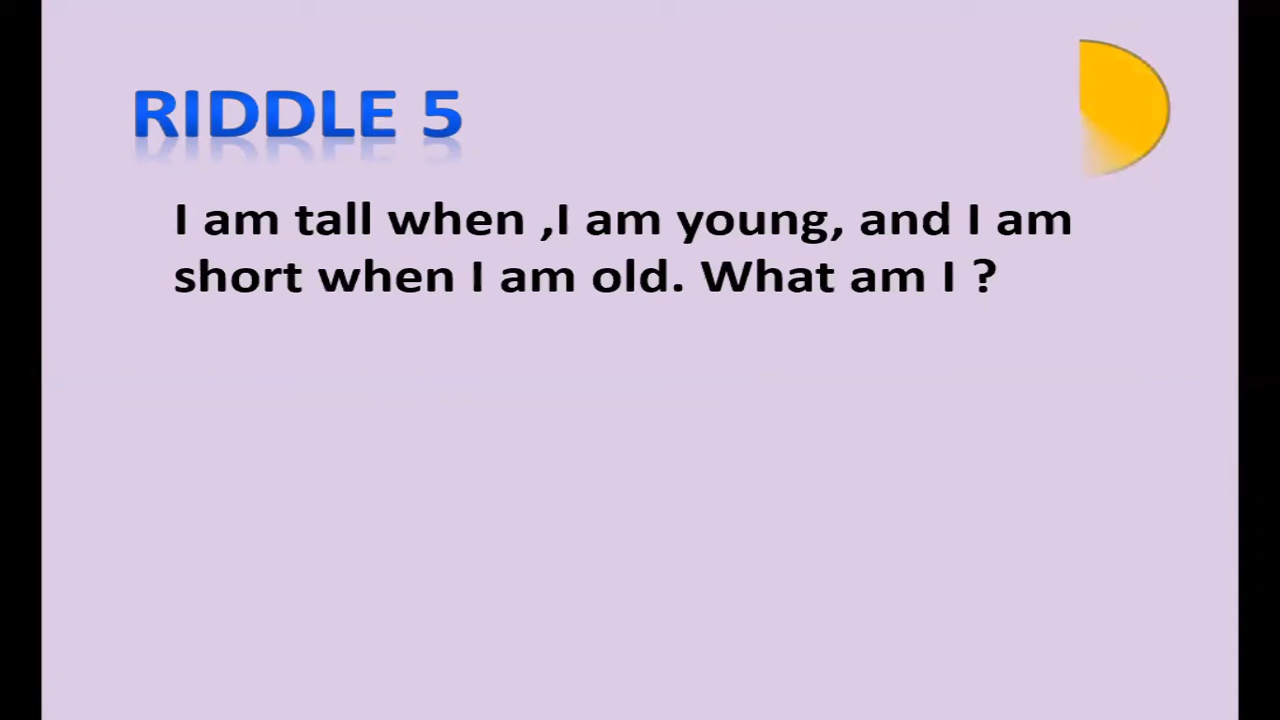 RIDDLE 5
I am tall when ,I am young, and I am
short when I am old. What am I ?